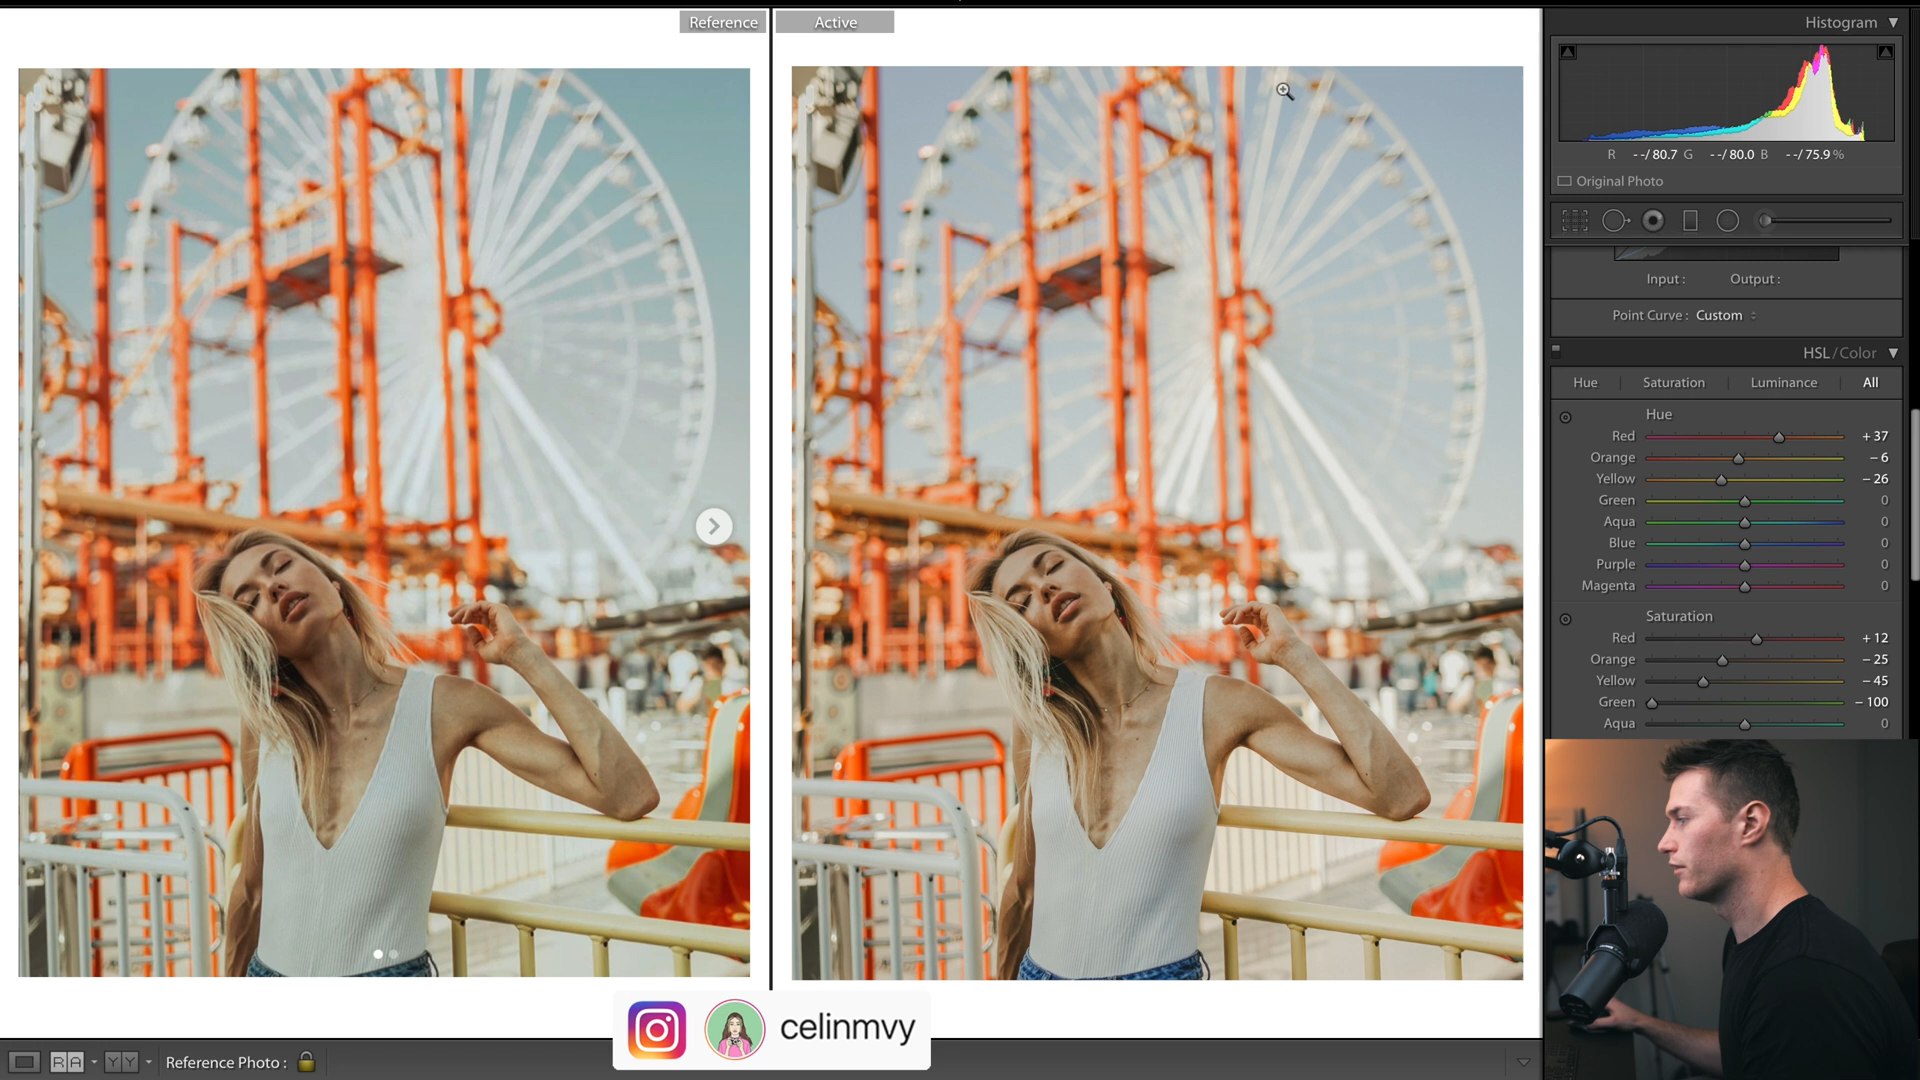 Reference
Active
Histogram
R --/80.7 G --/80.0 B --/75.9 %
Original Photo
Input :
Output :
Point Curve : Custom
HSL / Color
Hue
Saturation
Luminance
All
Hue
Red +37
Orange −6
Yellow −26
Green 0
Aqua 0
Blue 0
Purple 0
Magenta 0
Saturation
Red +12
Orange −25
Yellow −45
Green −100
Aqua 0
celinmvy
R A
Y Y
Reference Photo :